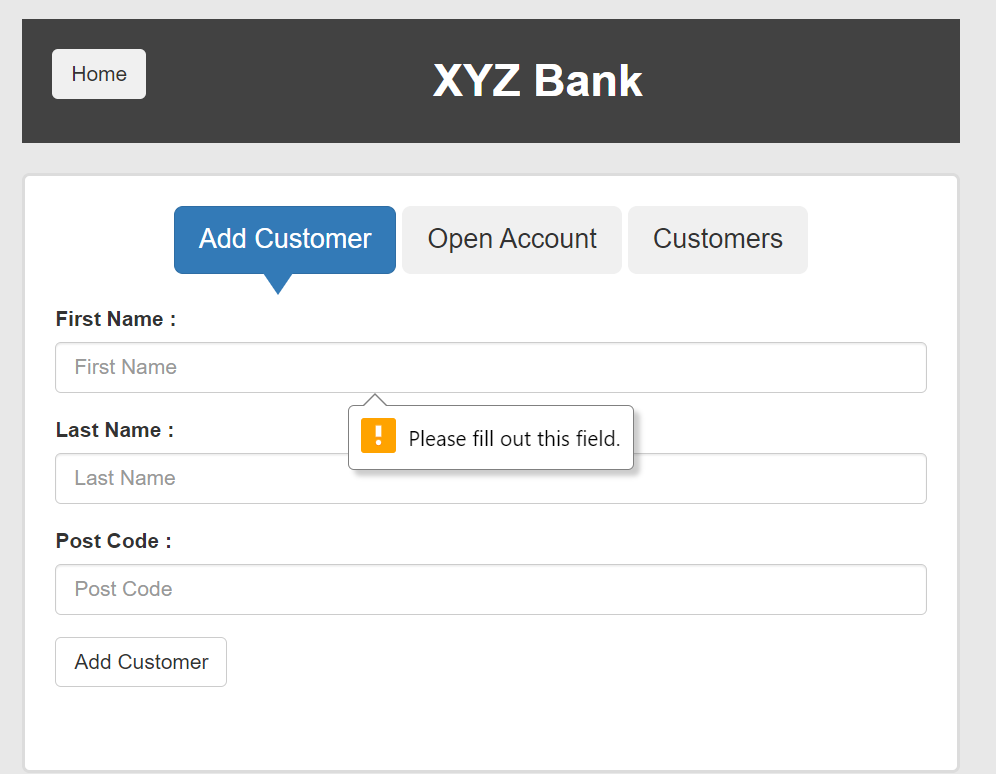 Home
XYZ Bank
Add Customer
Open Account
Customers
First Name :
First Name
Please fill out this field.
Last Name :
Last Name
Post Code :
Post Code
Add Customer